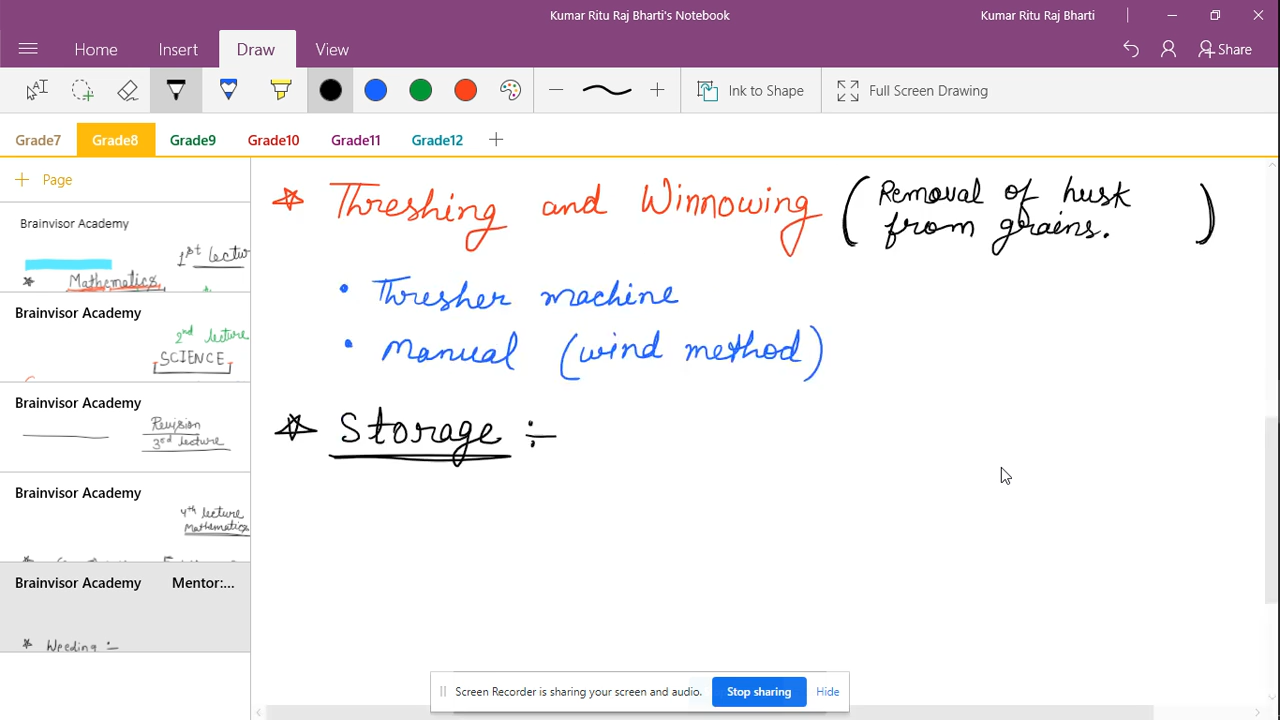 Kumar Ritu Raj Bharti's Notebook
Kumar Ritu Raj Bharti
Home Insert Draw View
Share
Ink to Shape
Full Screen Drawing
Grade7 Grade8 Grade9 Grade10 Grade11 Grade12
Page
Brainvisor Academy
1st lectur
Mathematics
Brainvisor Academy
2nd lecture
SCIENCE
Brainvisor Academy
Revision
3rd lecture
Brainvisor Academy
4th lecture
Mathematics
Brainvisor Academy Mentor:...
Weeding :-
Threshing and Winnowing (Removal of husk
from grains.)
• Thresher machine
• Manual (wind method)
Storage :-
Screen Recorder is sharing your screen and audio.
Stop sharing
Hide